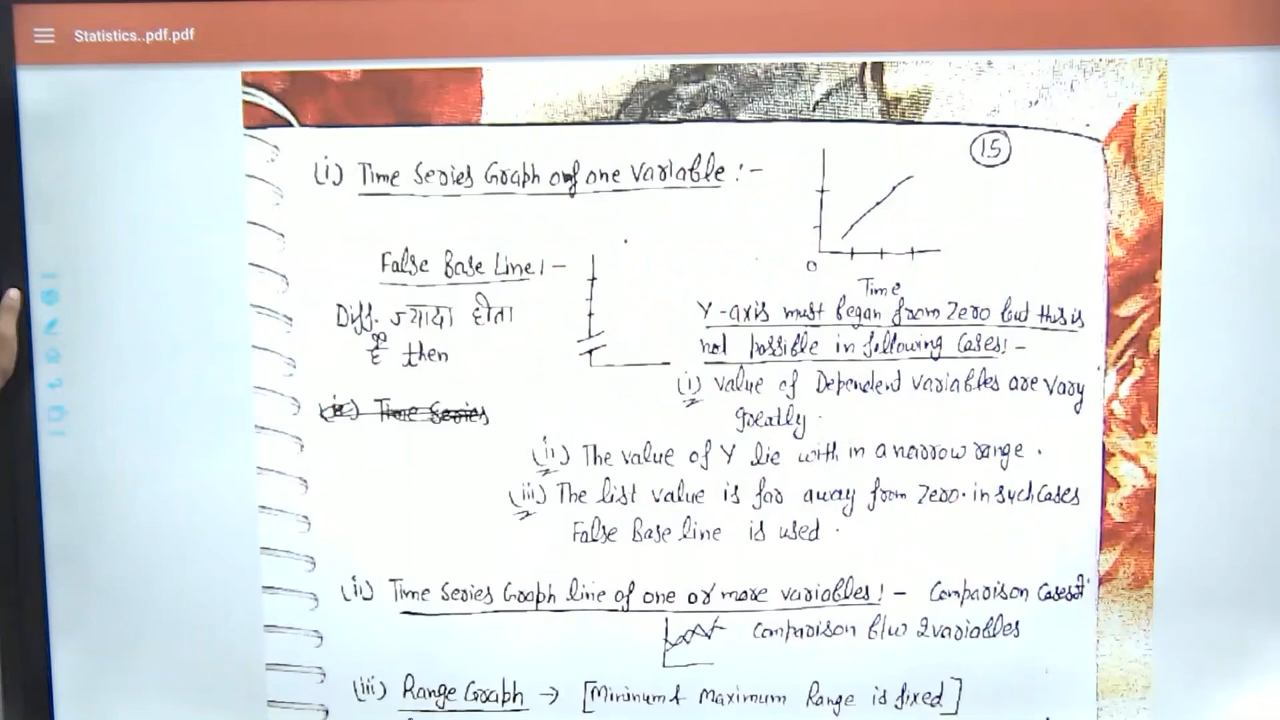 Statistics..pdf.pdf
15
(i) Time Series Graph of one Variable :-
0
Time
False Base Line :-
Diff. ज्यादा होता
है then
Y-axis must began from Zero but this is
not possible in following Cases :-
(i) value of Dependent variables are vary
greatly.
(ii) Time Series
(ii) The value of Y lie with in a narrow range.
(iii) The list value is far away from Zero. in such Cases
False Base line is used.
(ii) Time Series Graph line of one or more variables :- Comparison Cases
Comparison b/w 2 variables
(iii) Range Graph → [Minimum & Maximum Range is fixed]